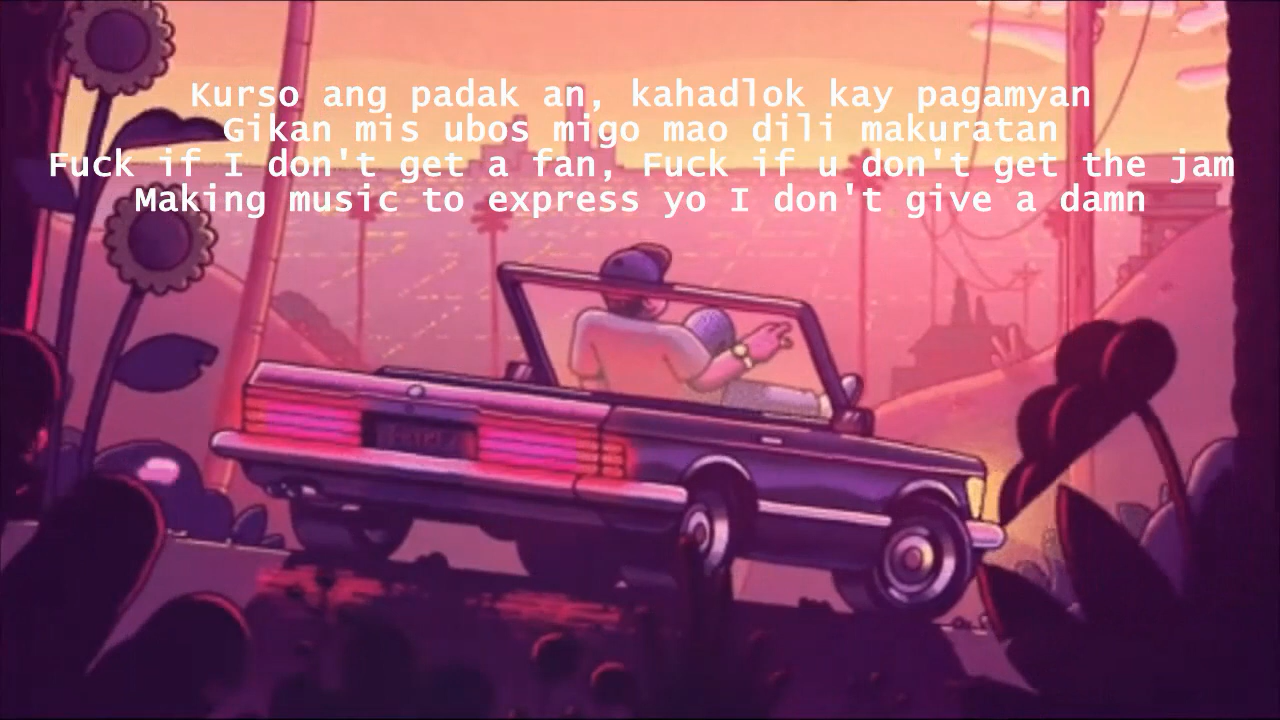 Kurso ang padak an, kahadlok kay pagamyan
Gikan mis ubos migo mao dili makuratan
Fuck if I don't get a fan, Fuck if u don't get the jam
Making music to express yo I don't give a damn